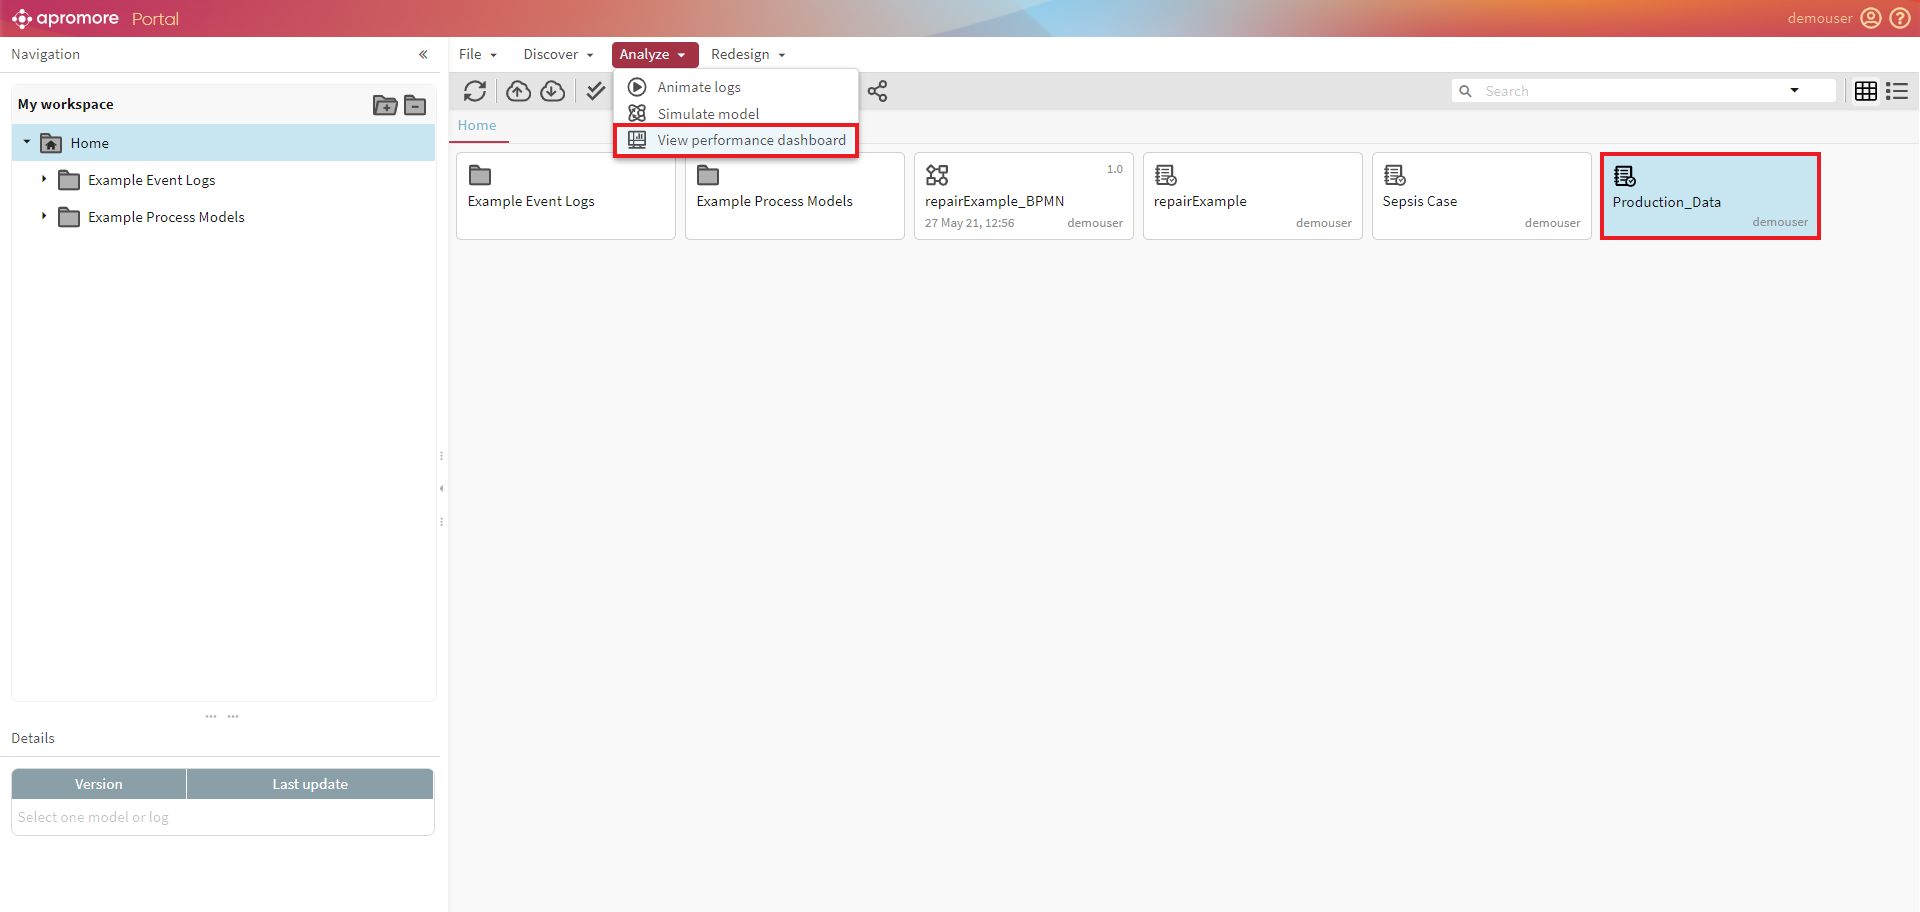 apromore Portal
demouser
Navigation
File
Discover
Analyze
Redesign
My workspace
Home
Example Event Logs
Example Process Models
Animate logs
Simulate model
View performance dashboard
Search
Home
Example Event Logs
Example Process Models
1.0
repairExample_BPMN
27 May 21, 12:56 demouser
repairExample
demouser
Sepsis Case
demouser
Production_Data
demouser
Details
Version Last update
Select one model or log